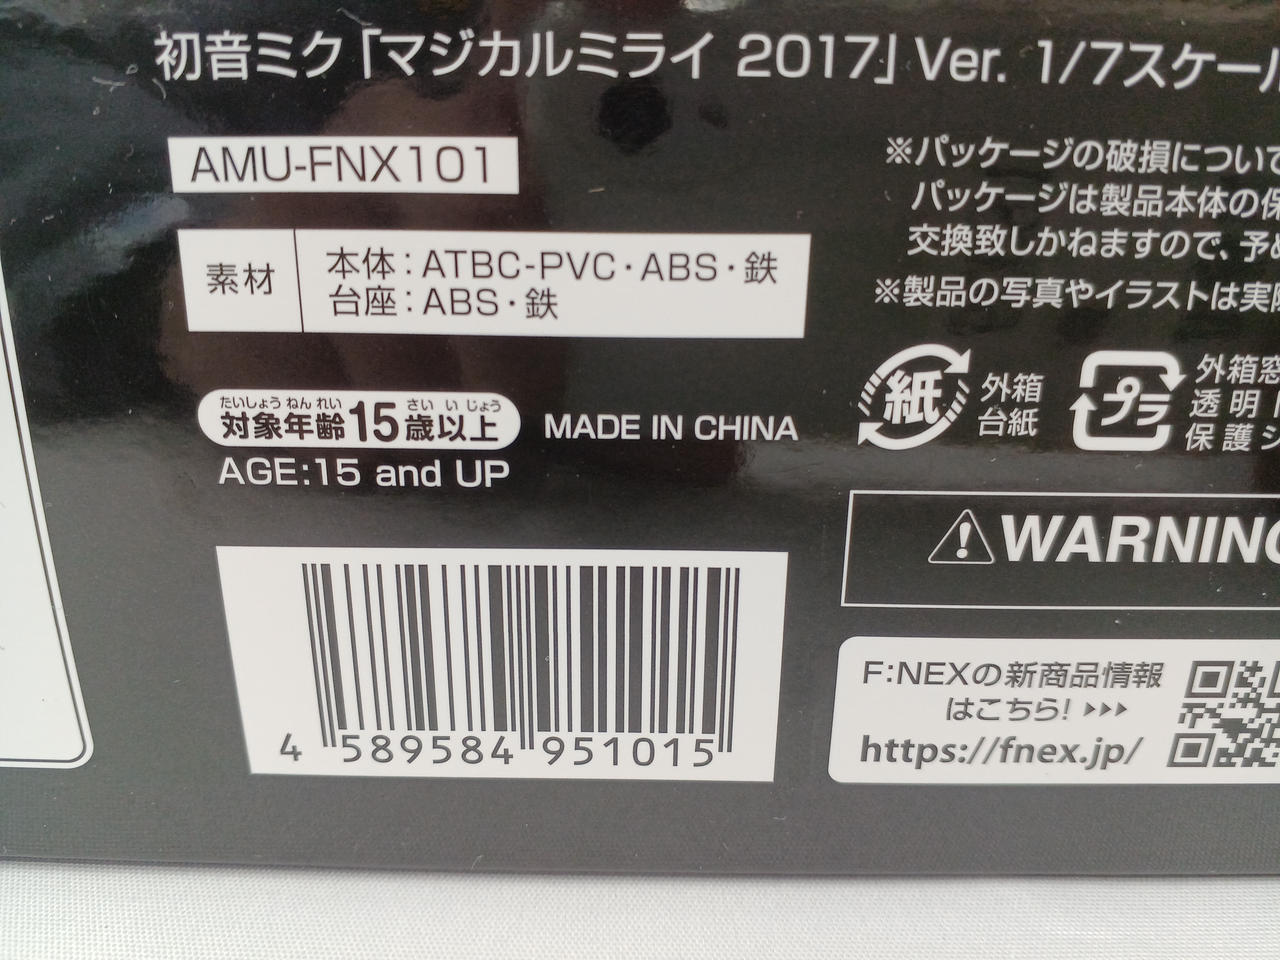 初音ミク「マジカルミライ 2017」 Ver. 1/7スケール
AMU-FNX101
素材
本体：ATBC-PVC・ABS・鉄
台座：ABS・鉄
たいしょう ねん れい さい い じょう
対象年齢15歳以上
AGE:15 and UP
MADE IN CHINA
4 589584 951015
※パッケージの破損について
パッケージは製品本体の保
交換致しかねますので、予め
※製品の写真やイラストは実際
紙
外箱
台紙
プラ
外箱窓
透明
保護シ
WARNING
F:NEXの新商品情報
はこちら!
https://fnex.jp/